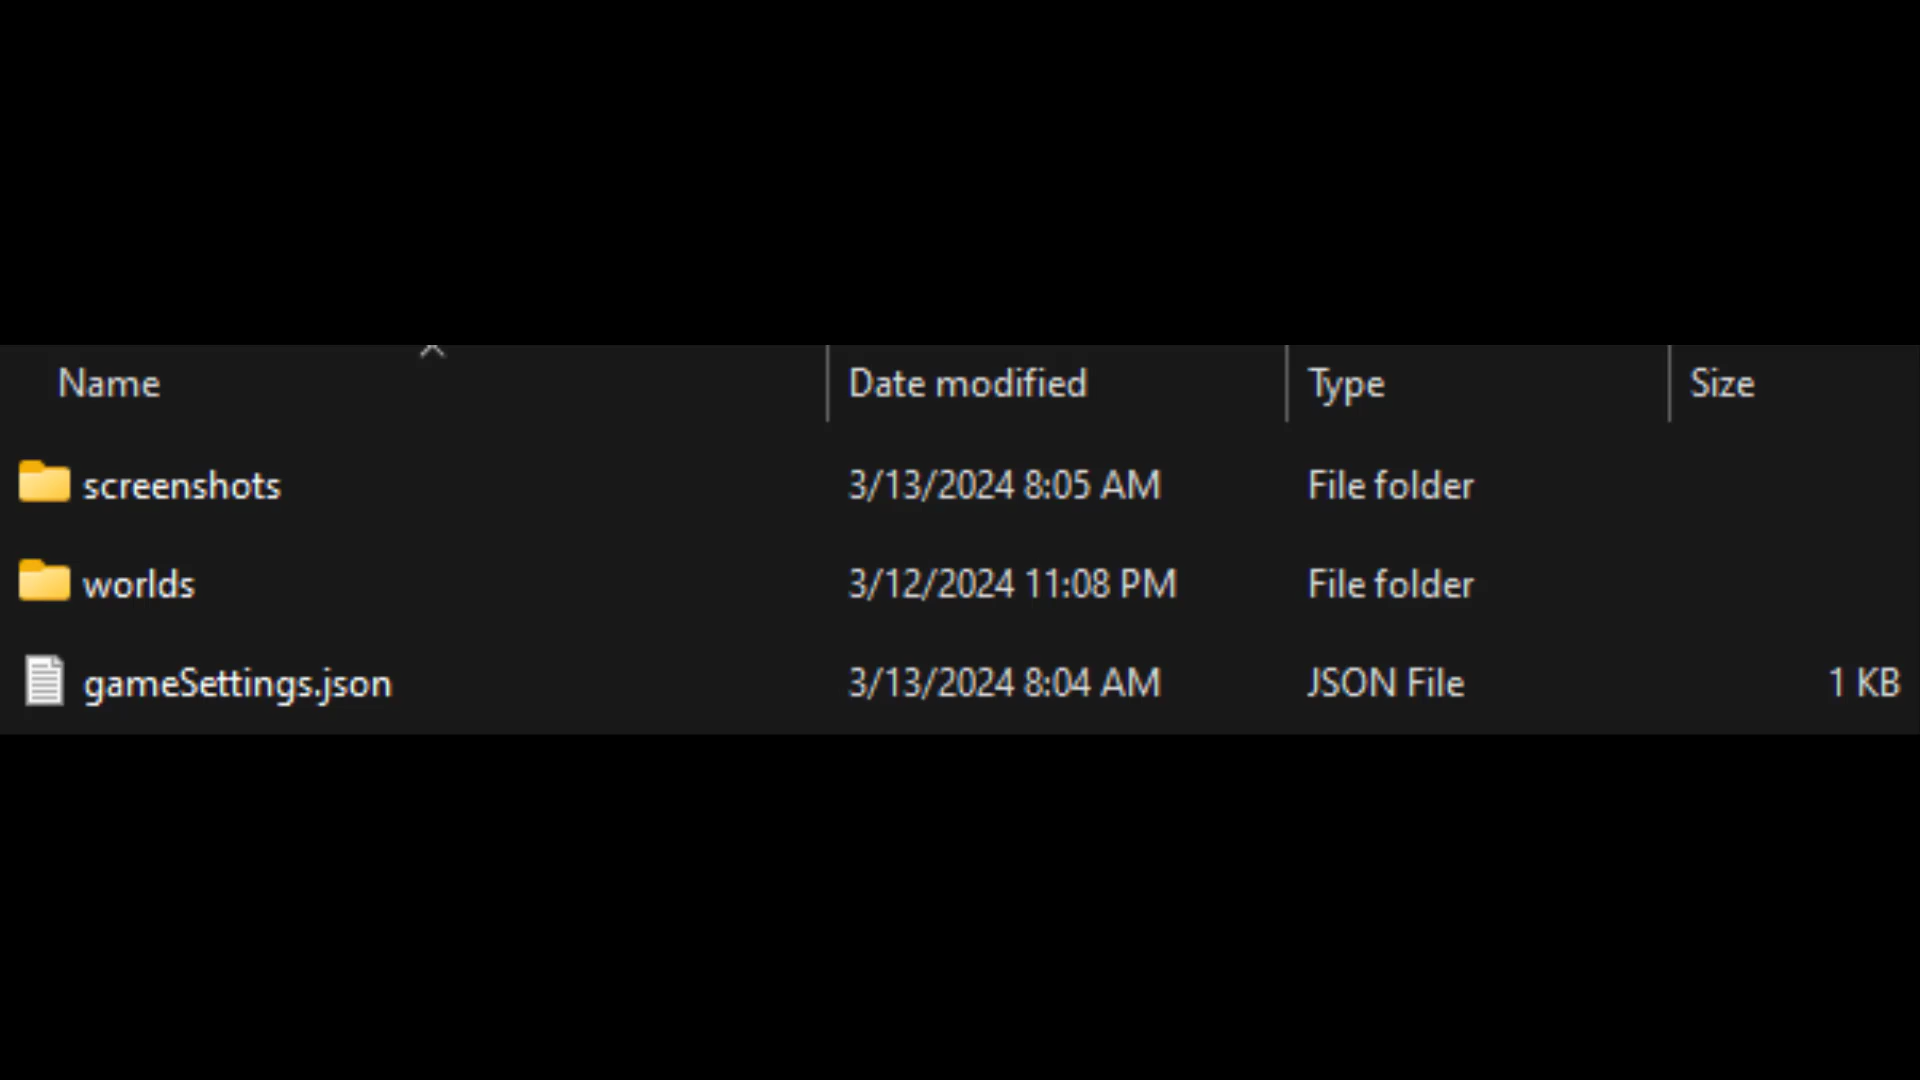 Name Date modified Type Size
screenshots 3/13/2024 8:05 AM File folder
worlds 3/12/2024 11:08 PM File folder
gameSettings.json 3/13/2024 8:04 AM JSON File 1 KB